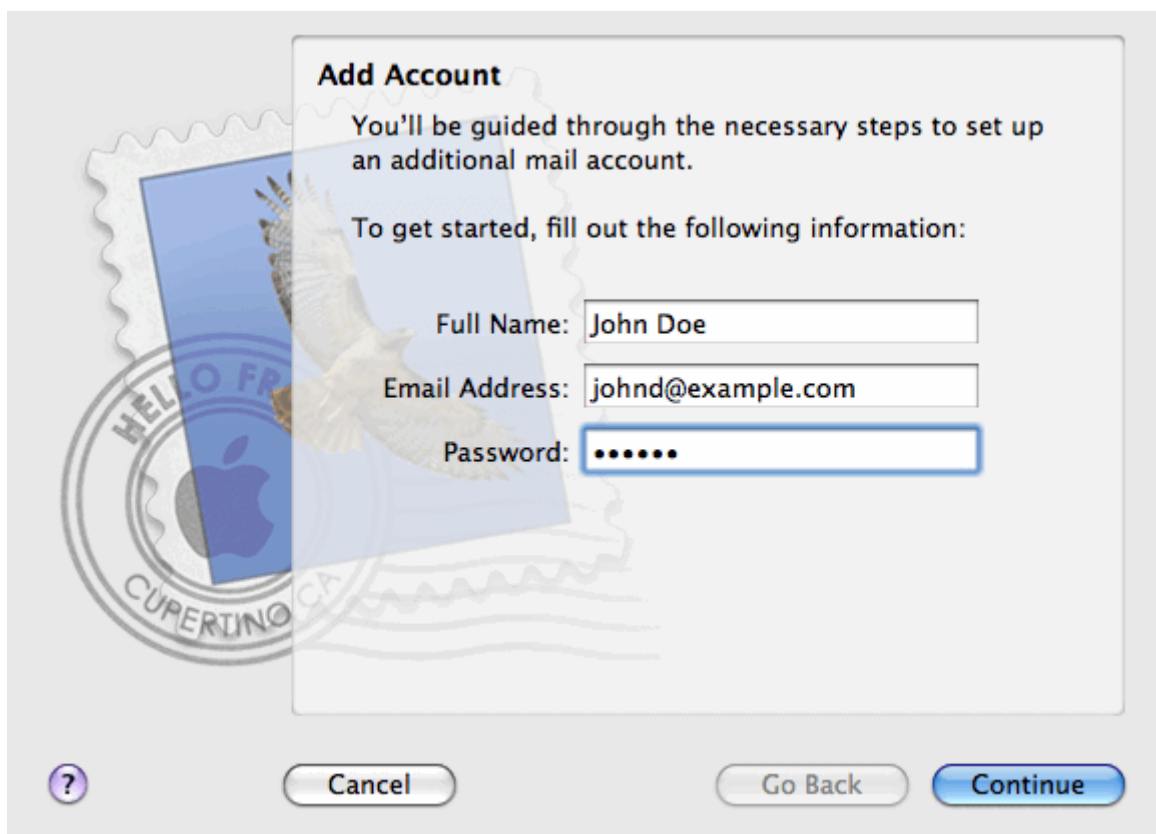 Add Account
You'll be guided through the necessary steps to set up
an additional mail account.
To get started, fill out the following information:
Full Name: John Doe
Email Address: johnd@example.com
Password: ••••••
HELLO FR
CUPERTINO CA
? Cancel Go Back Continue